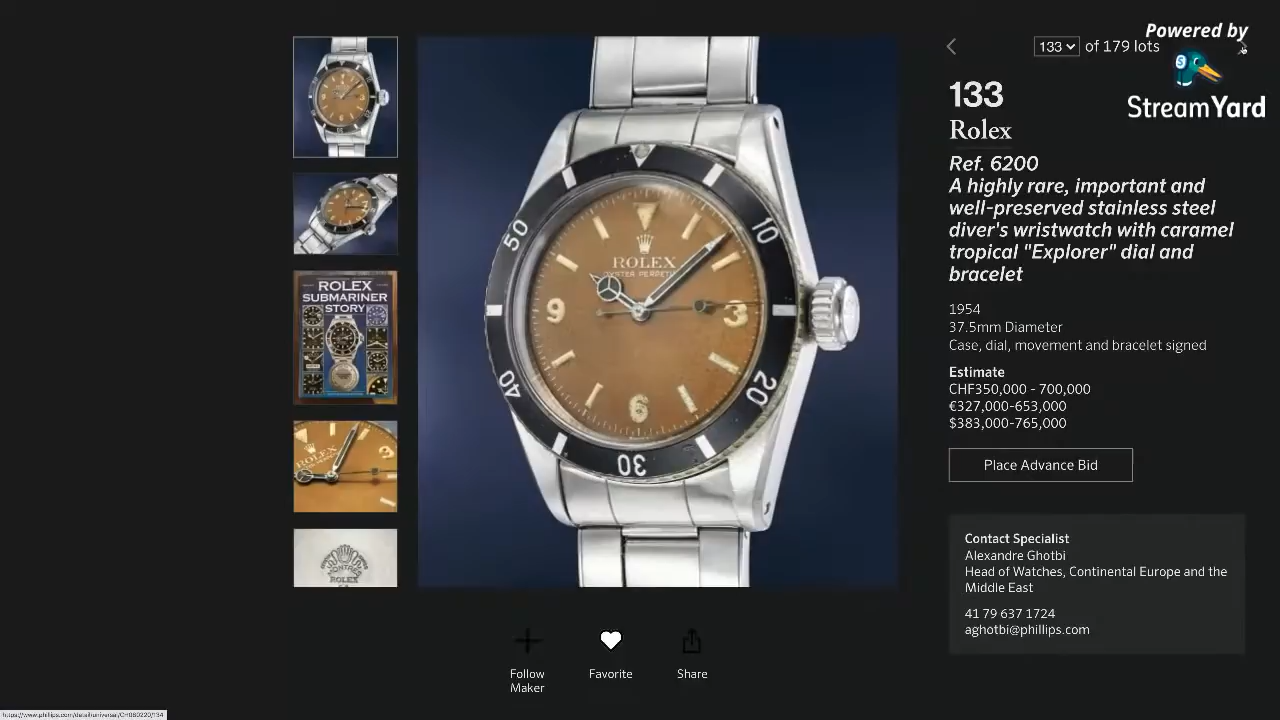 Powered by
StreamYard
133 of 179 lots
133
Rolex
Ref. 6200
A highly rare, important and
well-preserved stainless steel
diver's wristwatch with caramel
tropical "Explorer" dial and
bracelet
1954
37.5mm Diameter
Case, dial, movement and bracelet signed
Estimate
CHF350,000 - 700,000
€327,000-653,000
$383,000-765,000
Place Advance Bid
Contact Specialist
Alexandre Ghotbi
Head of Watches, Continental Europe and the
Middle East
41 79 637 1724
aghotbi@phillips.com
ROLEX
SUBMARINER
STORY
ROLEX
MONTRES
ROLEX
10
20
30
40
50
ROLEX
OYSTER PERPETUAL
9
3
6
Follow
Maker
Favorite
Share